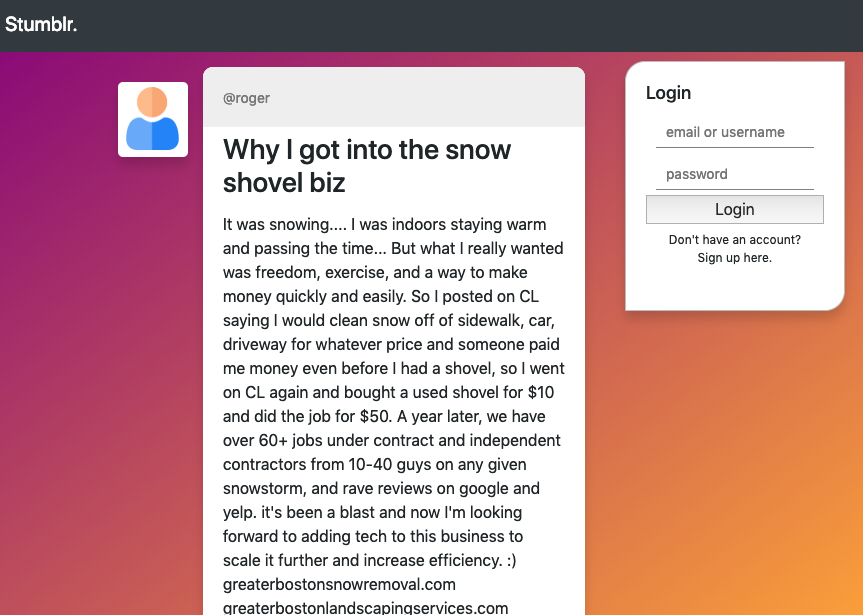 Stumblr.
@roger
Why I got into the snow
shovel biz
It was snowing.... I was indoors staying warm
and passing the time... But what I really wanted
was freedom, exercise, and a way to make
money quickly and easily. So I posted on CL
saying I would clean snow off of sidewalk, car,
driveway for whatever price and someone paid
me money even before I had a shovel, so I went
on CL again and bought a used shovel for $10
and did the job for $50. A year later, we have
over 60+ jobs under contract and independent
contractors from 10-40 guys on any given
snowstorm, and rave reviews on google and
yelp. it's been a blast and now I'm looking
forward to adding tech to this business to
scale it further and increase efficiency. :)
greaterbostonsnowremoval.com
greaterbostonlandscapingservices.com
Login
email or username
password
Login
Don't have an account?
Sign up here.